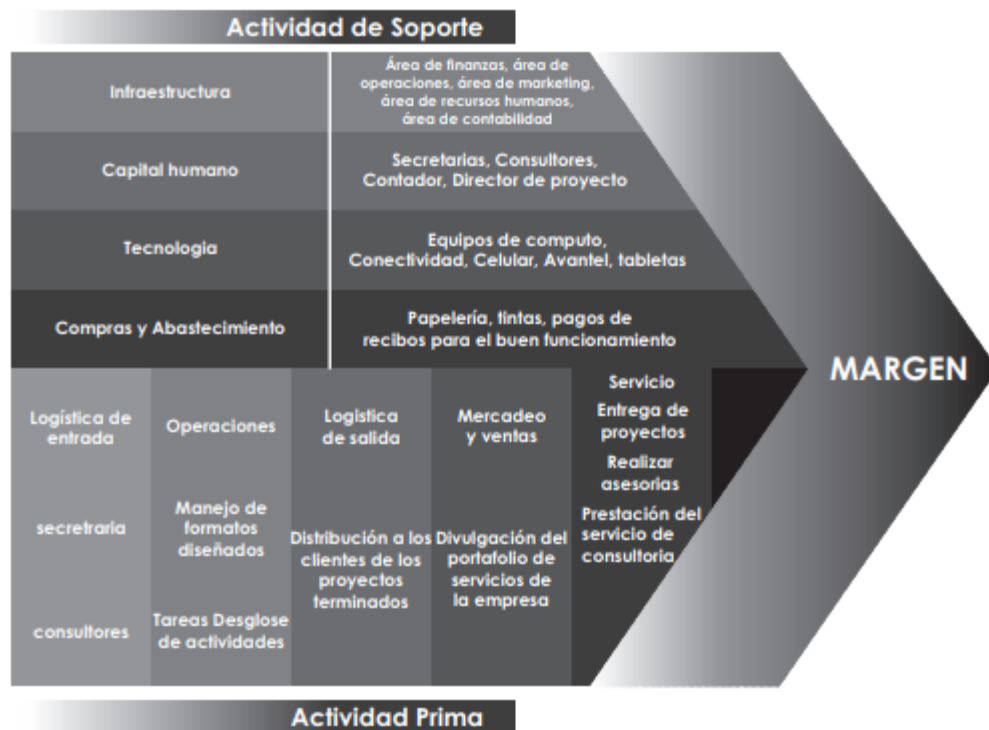 Actividad de Soporte
Infraestructura
Área de finanzas, área de
operaciones, área de marketing,
área de recursos humanos,
área de contabilidad
Capital humano
Secretarias, Consultores,
Contador, Director de proyecto
Tecnologia
Equipos de computo,
Conectividad, Celular, Avantel, tabletas
Compras y Abastecimiento
Papelería, tintas, pagos de
recibos para el buen funcionamiento
MARGEN
Logística de
entrada
secretraria
consultores
Operaciones
Manejo de
formatos
diseñados
Tareas Desglose
de actividades
Logistica
de salida
Distribución a los
clientes de los
proyectos
terminados
Mercadeo
y ventas
Divulgación del
portafolio de
servicios de
la empresa
Servicio
Entrega de
proyectos
Realizar
asesorias
Prestación del
servicio de
consultoria
Actividad Prima